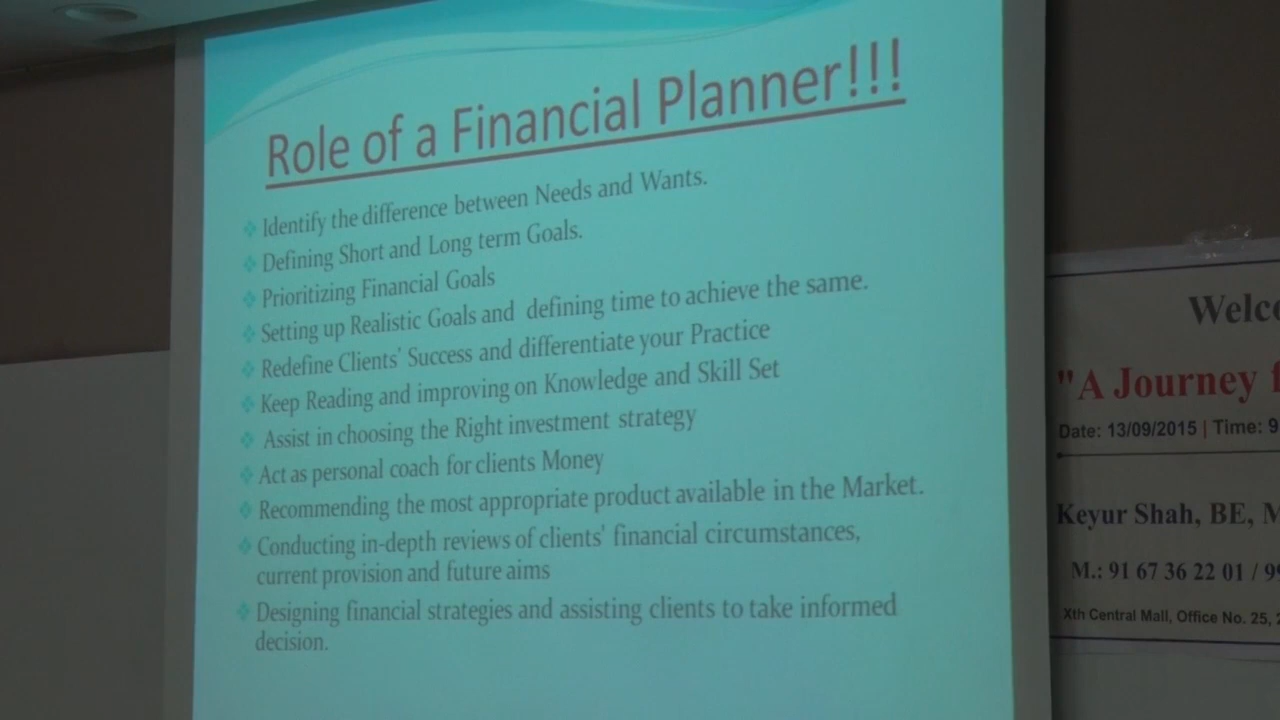 Role of a Financial Planner!!!
Identify the difference between Needs and Wants.
Defining Short and Long term Goals.
Prioritizing Financial Goals
Setting up Realistic Goals and defining time to achieve the same.
Redefine Clients' Success and differentiate your Practice
Keep Reading and improving on Knowledge and Skill Set
Assist in choosing the Right investment strategy
Act as personal coach for clients Money
Recommending the most appropriate product available in the Market.
Conducting in-depth reviews of clients' financial circumstances,
current provision and future aims
Designing financial strategies and assisting clients to take informed
decision.
"A Journey
Date: 13/09/2015 | Time: 9
Keyur Shah, BE,
M.: 91 67 36 22 01 /
Xth Central Mall, Office No. 25,